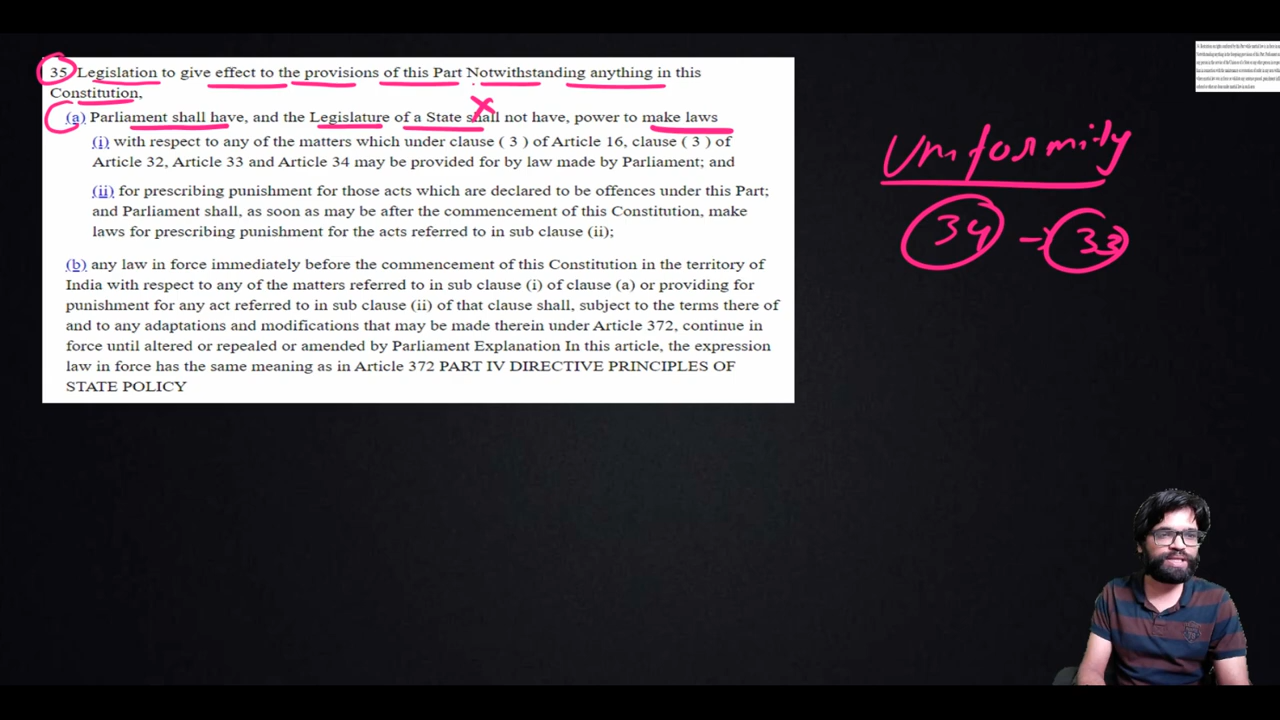 35 Legislation to give effect to the provisions of this Part Notwithstanding anything in this
Constitution,
(a) Parliament shall have, and the Legislature of a State shall not have, power to make laws
(i) with respect to any of the matters which under clause ( 3 ) of Article 16, clause ( 3 ) of
Article 32, Article 33 and Article 34 may be provided for by law made by Parliament; and
(ii) for prescribing punishment for those acts which are declared to be offences under this Part;
and Parliament shall, as soon as may be after the commencement of this Constitution, make
laws for prescribing punishment for the acts referred to in sub clause (ii);
(b) any law in force immediately before the commencement of this Constitution in the territory of
India with respect to any of the matters referred to in sub clause (i) of clause (a) or providing for
punishment for any act referred to in sub clause (ii) of that clause shall, subject to the terms there of
and to any adaptations and modifications that may be made therein under Article 372, continue in
force until altered or repealed or amended by Parliament Explanation In this article, the expression
law in force has the same meaning as in Article 372 PART IV DIRECTIVE PRINCIPLES OF
STATE POLICY
Uniformity
34 → 33